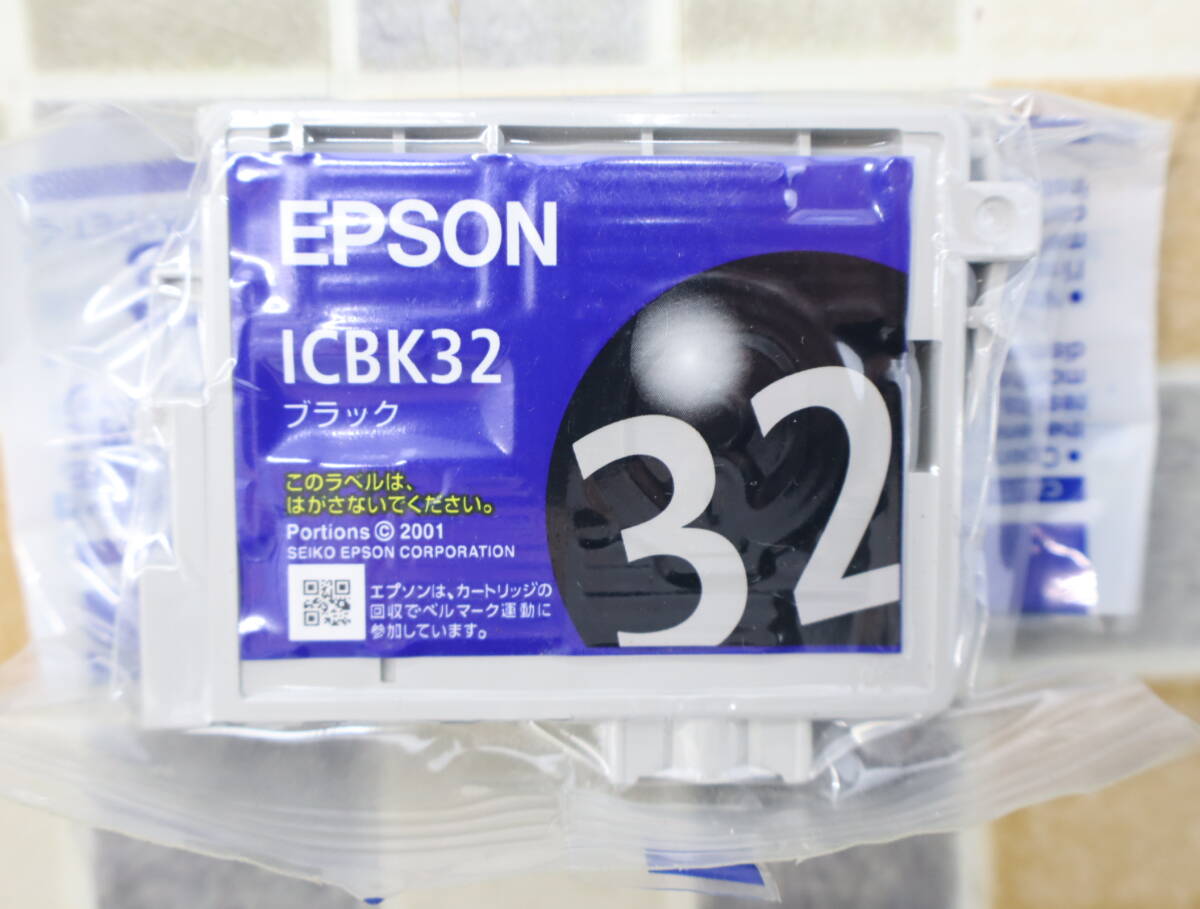 EPSON
ICBK32
ブラック
32
このラベルは、
はがさないでください。
Portions © 2001
SEIKO EPSON CORPORATION
エプソンは、カートリッジの
回収でベルマーク運動に
参加しています。